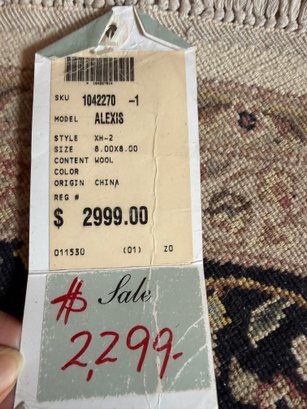 SKU 1042270 -1
MODEL ALEXIS
STYLE XH-2
SIZE 8.00X8.00
CONTENT WOOL
COLOR
ORIGIN CHINA
REG #
$ 2999.00
011530 (01) ZO
$ Sale
2,299.-